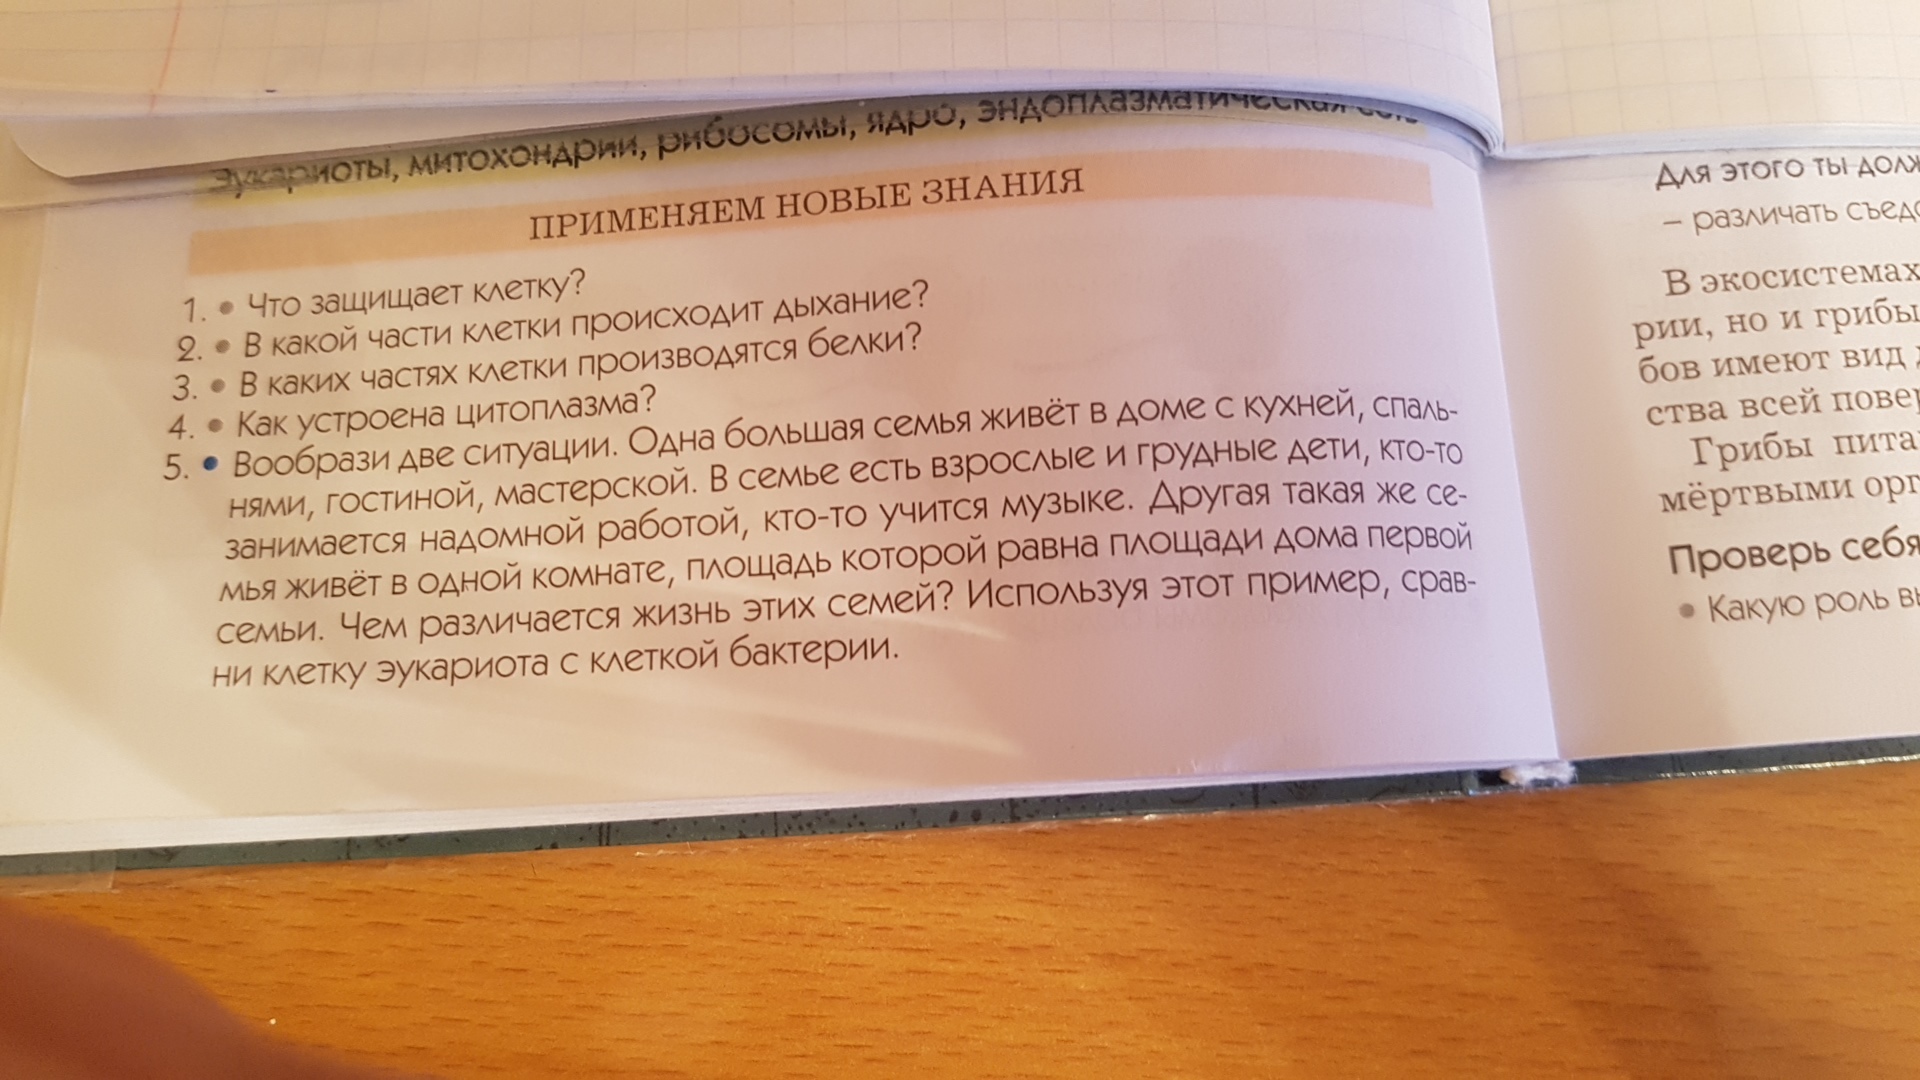 Эукариоты, митохондрии, рибосомы, ядро, эндоплазматическая сеть
ПРИМЕНЯЕМ НОВЫЕ ЗНАНИЯ
1. • Что защищает клетку?
2. • В какой части клетки происходит дыхание?
3. • В каких частях клетки производятся белки?
4. • Как устроена цитоплазма?
5. • Вообрази две ситуации. Одна большая семья живёт в доме с кухней, спаль-
нями, гостиной, мастерской. В семье есть взрослые и грудные дети, кто-то
занимается надомной работой, кто-то учится музыке. Другая такая же се-
мья живёт в одной комнате, площадь которой равна площади дома первой
семьи. Чем различается жизнь этих семей? Используя этот пример, срав-
ни клетку эукариота с клеткой бактерии.
Для этого ты долж
– различать съедо
В экосистемах
рии, но и грибы
бов имеют вид
ства всей повер
Грибы пита
мёртвыми орг
Проверь себя
• Какую роль вы